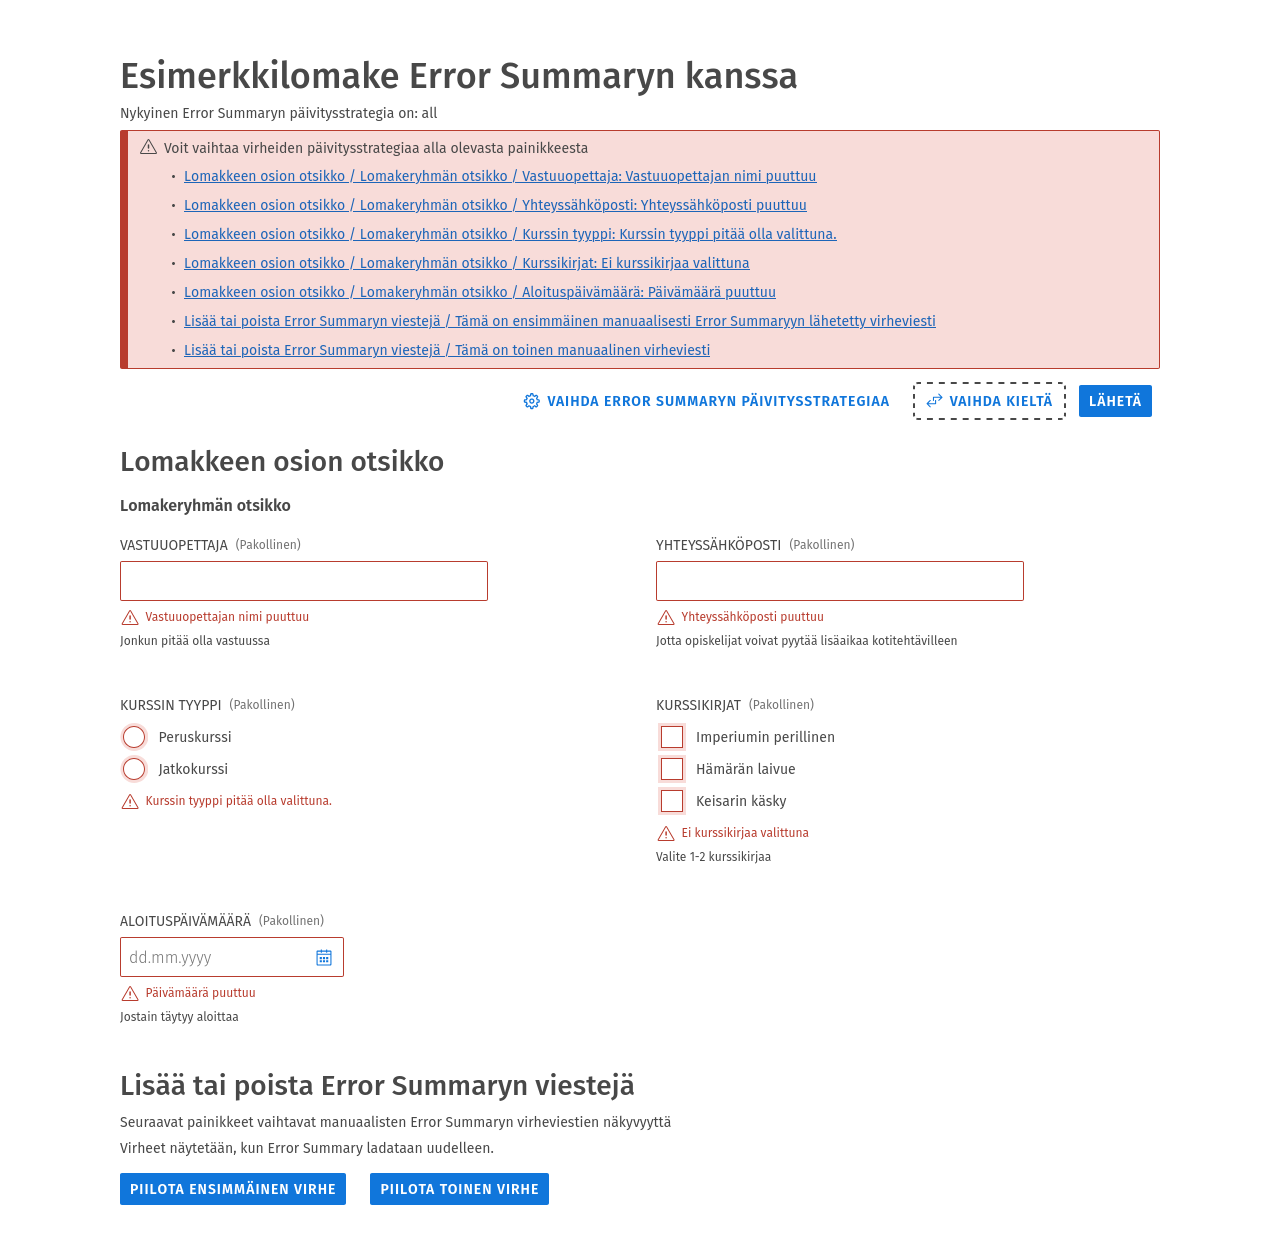 Esimerkkilomake Error Summaryn kanssa
Nykyinen Error Summaryn päivitysstrategia on: all
Voit vaihtaa virheiden päivitysstrategiaa alla olevasta painikkeesta
• Lomakkeen osion otsikko / Lomakeryhmän otsikko / Vastuuopettaja: Vastuuopettajan nimi puuttuu
• Lomakkeen osion otsikko / Lomakeryhmän otsikko / Yhteyssähköposti: Yhteyssähköposti puuttuu
• Lomakkeen osion otsikko / Lomakeryhmän otsikko / Kurssin tyyppi: Kurssin tyyppi pitää olla valittuna.
• Lomakkeen osion otsikko / Lomakeryhmän otsikko / Kurssikirjat: Ei kurssikirjaa valittuna
• Lomakkeen osion otsikko / Lomakeryhmän otsikko / Aloituspäivämäärä: Päivämäärä puuttuu
• Lisää tai poista Error Summaryn viestejä / Tämä on ensimmäinen manuaalisesti Error Summaryyn lähetetty virheviesti
• Lisää tai poista Error Summaryn viestejä / Tämä on toinen manuaalinen virheviesti
VAIHDA ERROR SUMMARYN PÄIVITYSSTRATEGIAA VAIHDA KIELTÄ LÄHETÄ
Lomakkeen osion otsikko
Lomakeryhmän otsikko
VASTUUOPETTAJA (Pakollinen)
Vastuuopettajan nimi puuttuu
Jonkun pitää olla vastuussa
YHTEYSSÄHKÖPOSTI (Pakollinen)
Yhteyssähköposti puuttuu
Jotta opiskelijat voivat pyytää lisäaikaa kotitehtävilleen
KURSSIN TYYPPI (Pakollinen)
Peruskurssi
Jatkokurssi
Kurssin tyyppi pitää olla valittuna.
KURSSIKIRJAT (Pakollinen)
Imperiumin perillinen
Hämärän laivue
Keisarin käsky
Ei kurssikirjaa valittuna
Valite 1-2 kurssikirjaa
ALOITUSPÄIVÄMÄÄRÄ (Pakollinen)
dd.mm.yyyy
Päivämäärä puuttuu
Jostain täytyy aloittaa
Lisää tai poista Error Summaryn viestejä
Seuraavat painikkeet vaihtavat manuaalisten Error Summaryn virheviestien näkyvyyttä
Virheet näytetään, kun Error Summary ladataan uudelleen.
PIILOTA ENSIMMÄINEN VIRHE PIILOTA TOINEN VIRHE